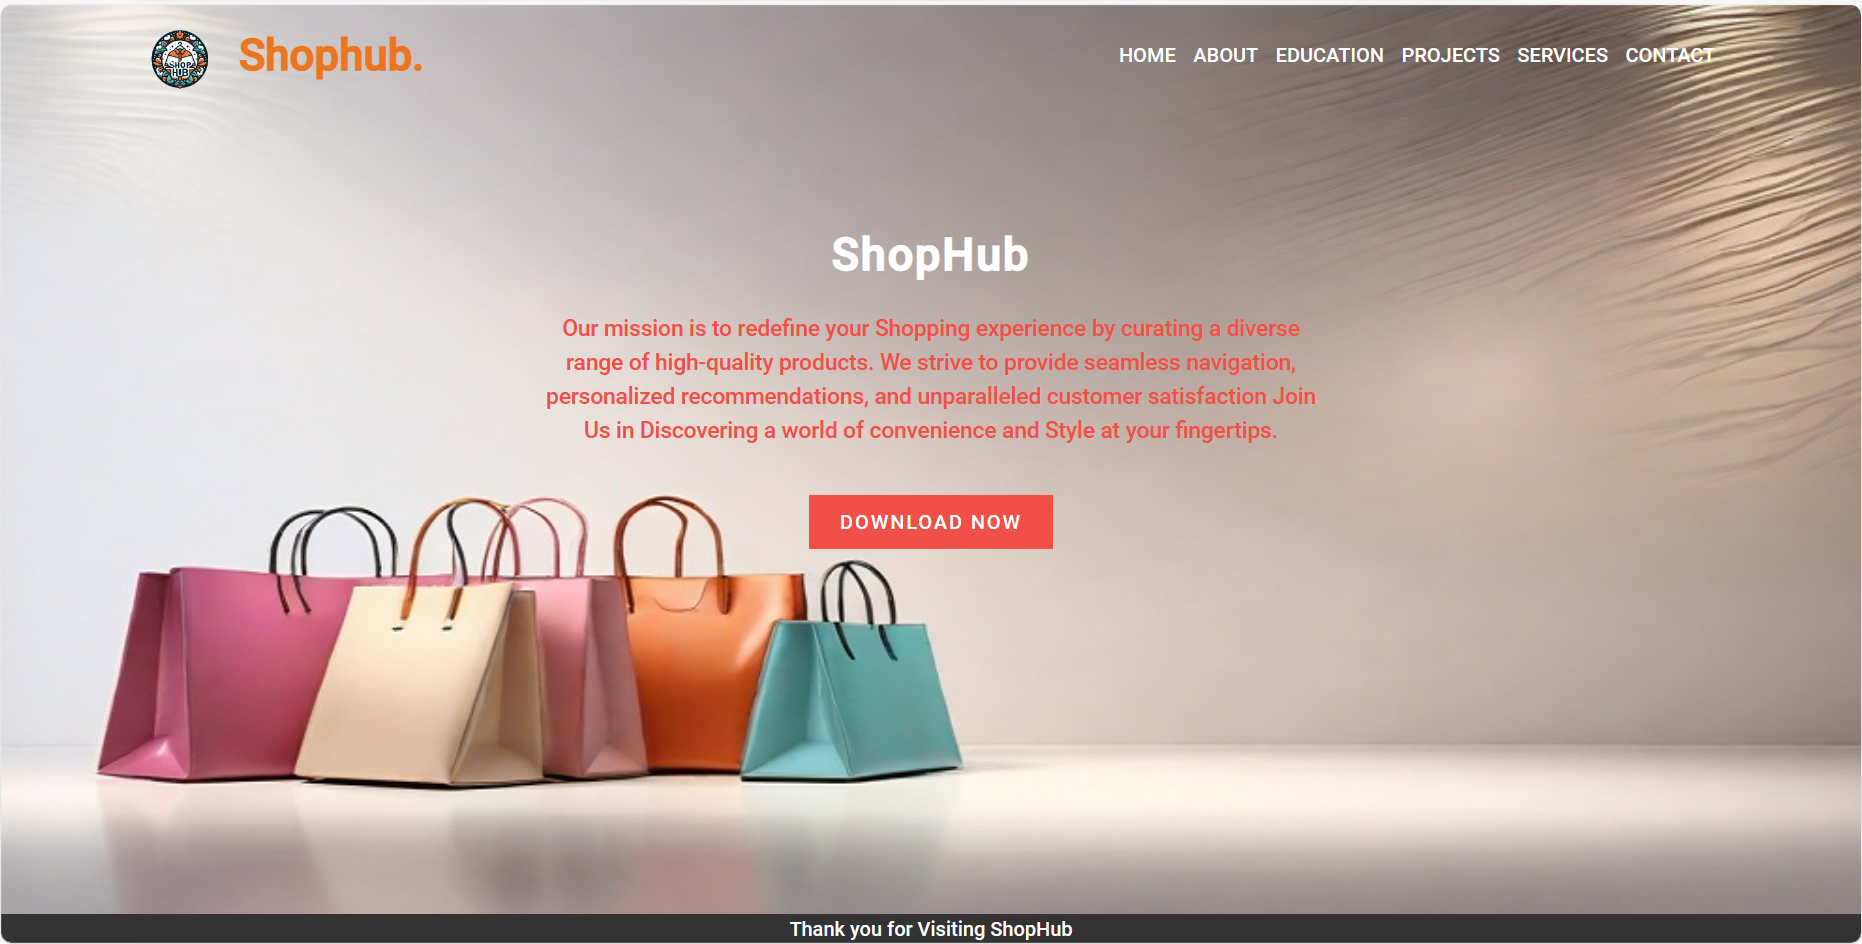 SHOP
HUB
Shophub.
HOME ABOUT EDUCATION PROJECTS SERVICES CONTACT
ShopHub
Our mission is to redefine your Shopping experience by curating a diverse
range of high-quality products. We strive to provide seamless navigation,
personalized recommendations, and unparalleled customer satisfaction Join
Us in Discovering a world of convenience and Style at your fingertips.
DOWNLOAD NOW
Thank you for Visiting ShopHub